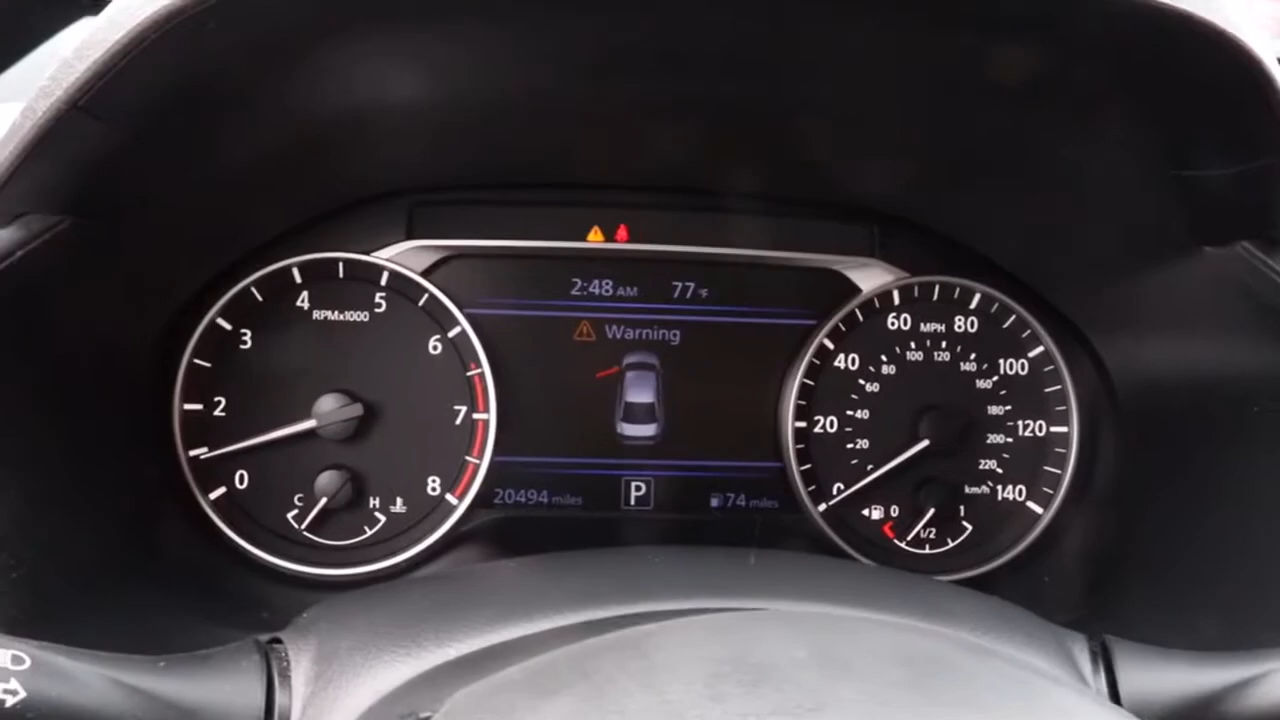 2:48 AM 77°F
Warning
4 5
RPMx1000
3 6
2 7
0 8
C H
20494 miles P 74 miles
60 MPH 80
40 100
20 120
0 140
100 120
80 140
60 160
40 180
20 200
220
km/h
0 1
1/2